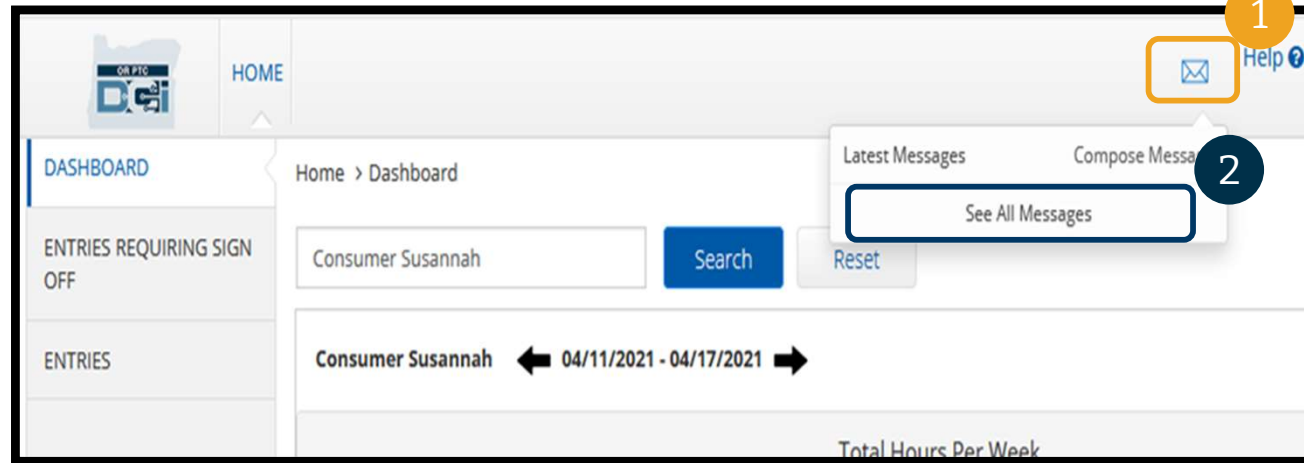 1
OR PTC
DCi
HOME
Help ?
DASHBOARD
Home > Dashboard
Latest Messages Compose
2
See All Messages
ENTRIES REQUIRING SIGN
OFF
Consumer Susannah Search Reset
ENTRIES
Consumer Susannah 04/11/2021 - 04/17/2021
Total Hours Per Week